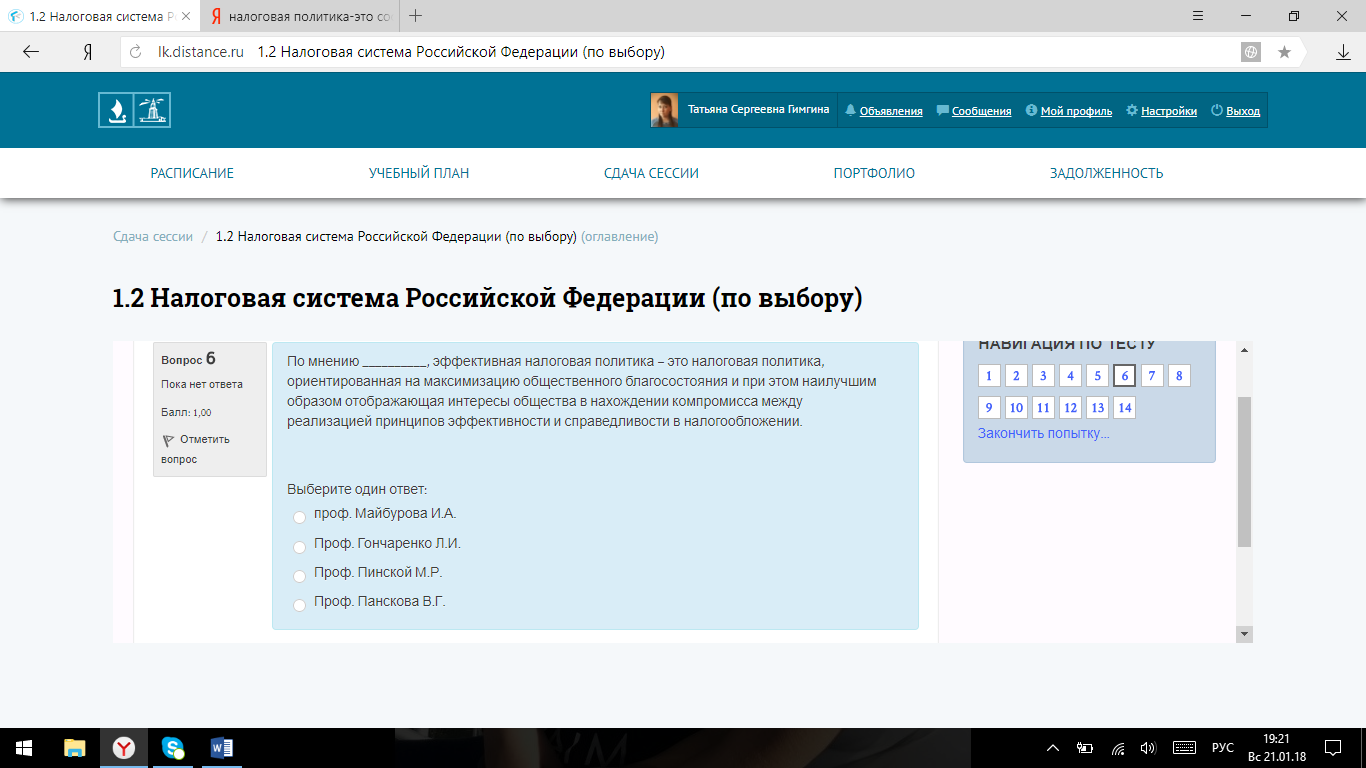 1.2 Налоговая система Р
налоговая политика-это со
lk.distance.ru 1.2 Налоговая система Российской Федерации (по выбору)
Татьяна Сергеевна Гимгина Объявления Сообщения Мой профиль Настройки Выход
РАСПИСАНИЕ УЧЕБНЫЙ ПЛАН СДАЧА СЕССИИ ПОРТФОЛИО ЗАДОЛЖЕННОСТЬ
Сдача сессии / 1.2 Налоговая система Российской Федерации (по выбору) (оглавление)
1.2 Налоговая система Российской Федерации (по выбору)
Вопрос 6
Пока нет ответа
Балл: 1,00
Отметить
вопрос
По мнению __________, эффективная налоговая политика – это налоговая политика,
ориентированная на максимизацию общественного благосостояния и при этом наилучшим
образом отображающая интересы общества в нахождении компромисса между
реализацией принципов эффективности и справедливости в налогообложении.
Выберите один ответ:
проф. Майбурова И.А.
Проф. Гончаренко Л.И.
Проф. Пинской М.Р.
Проф. Панскова В.Г.
НАВИГАЦИЯ ПО ТЕСТУ
1 2 3 4 5 6 7 8
9 10 11 12 13 14
Закончить попытку...
РУС
19:21
Вс 21.01.18